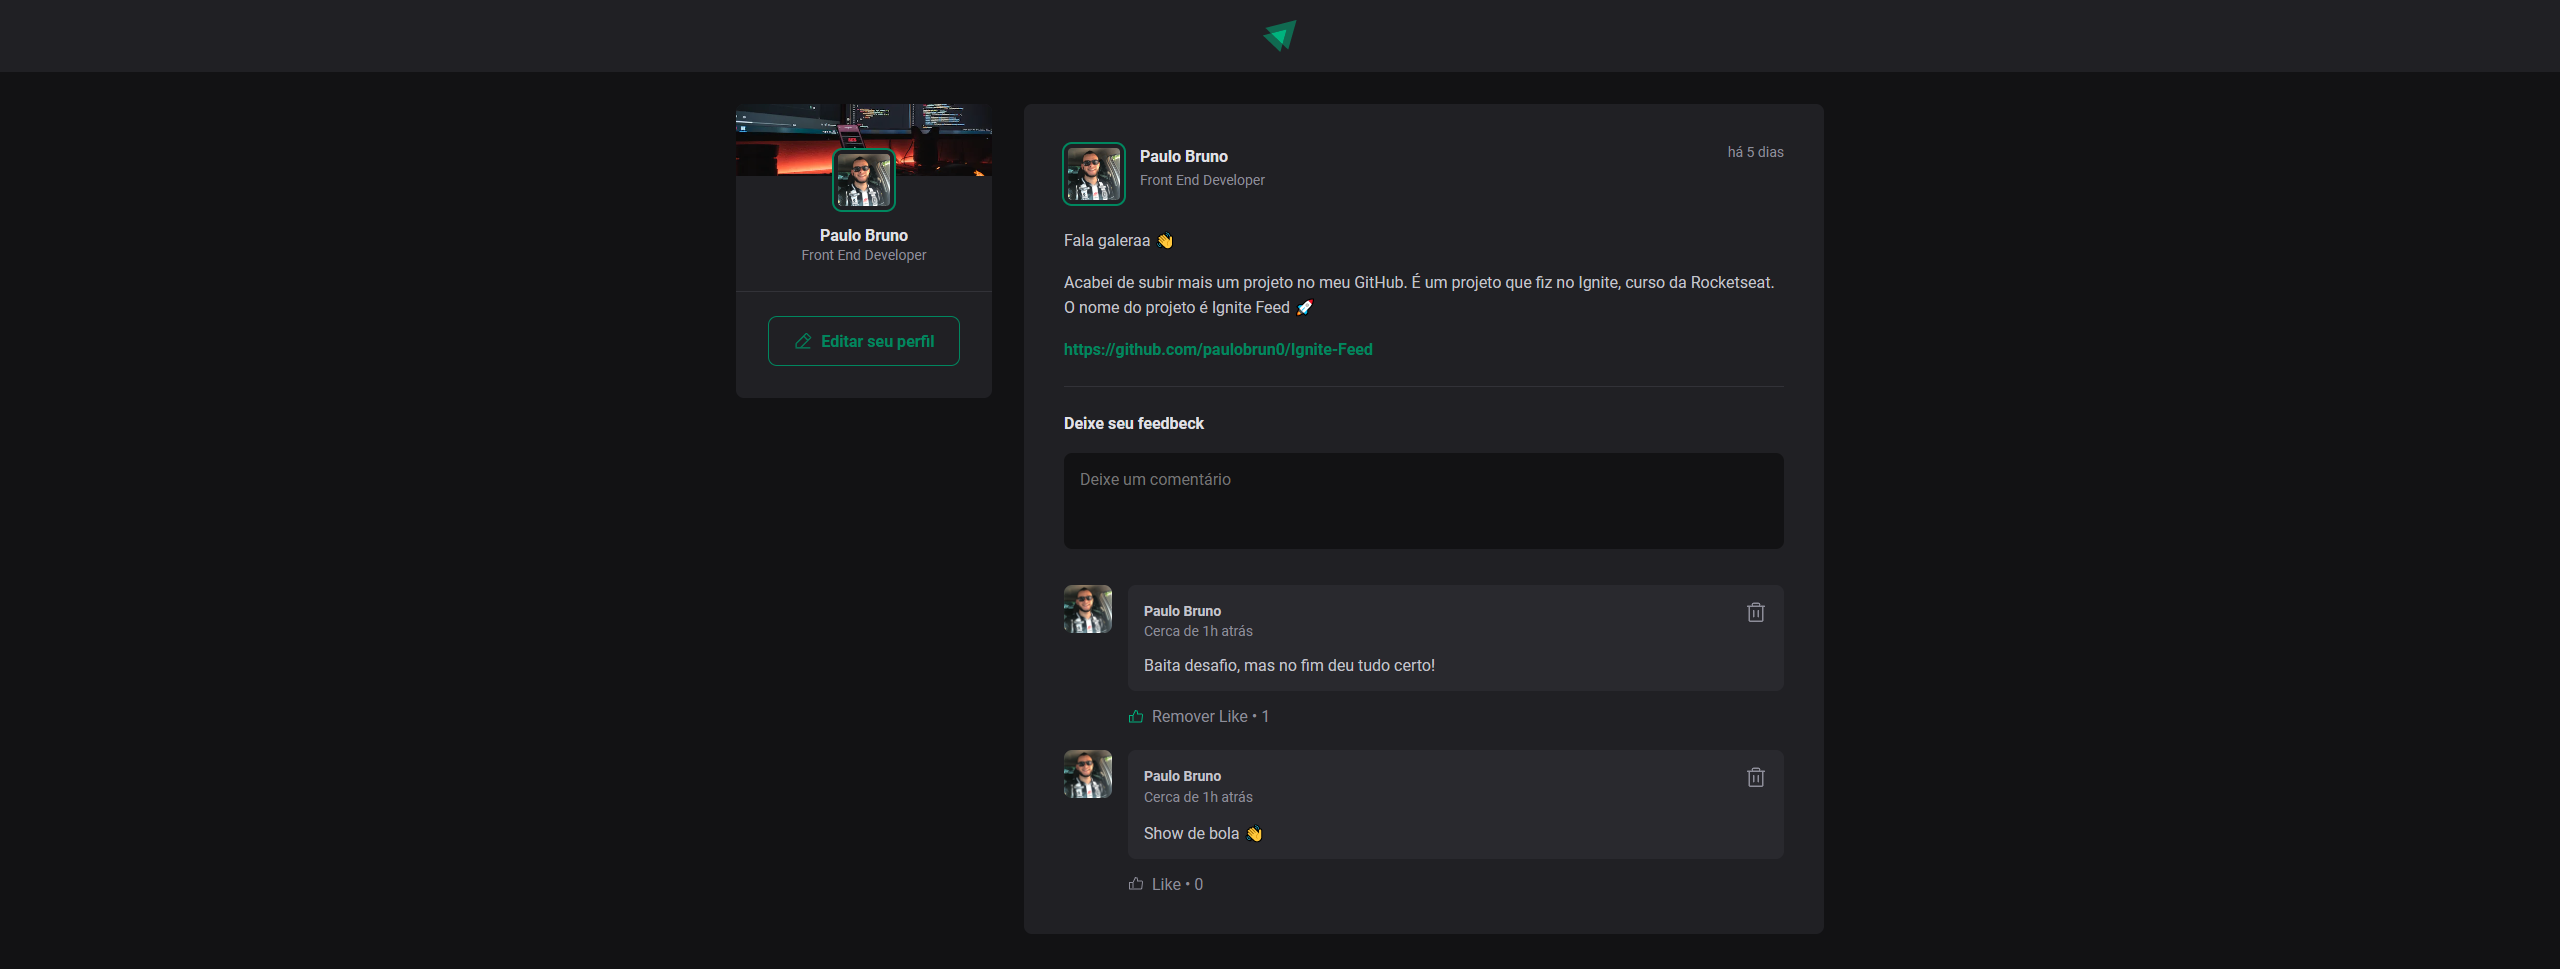 Paulo Bruno
Front End Developer
Editar seu perfil
Paulo Bruno
Front End Developer
há 5 dias
Fala galeraa 👋
Acabei de subir mais um projeto no meu GitHub. É um projeto que fiz no Ignite, curso da Rocketseat.
O nome do projeto é Ignite Feed 🚀
https://github.com/paulobrun0/Ignite-Feed
Deixe seu feedbeck
Deixe um comentário
Paulo Bruno
Cerca de 1h atrás
Baita desafio, mas no fim deu tudo certo!
Remover Like • 1
Paulo Bruno
Cerca de 1h atrás
Show de bola 👋
Like • 0